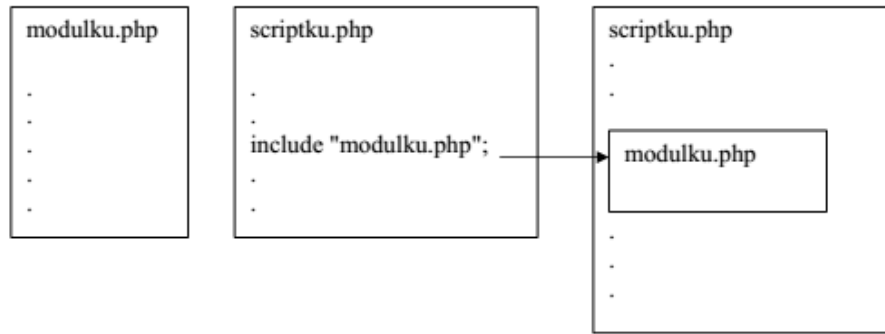 modulku.php
.
.
.
.
.
scriptku.php
.
.
include "modulku.php";
.
.
scriptku.php
.
.
modulku.php
.
.
.